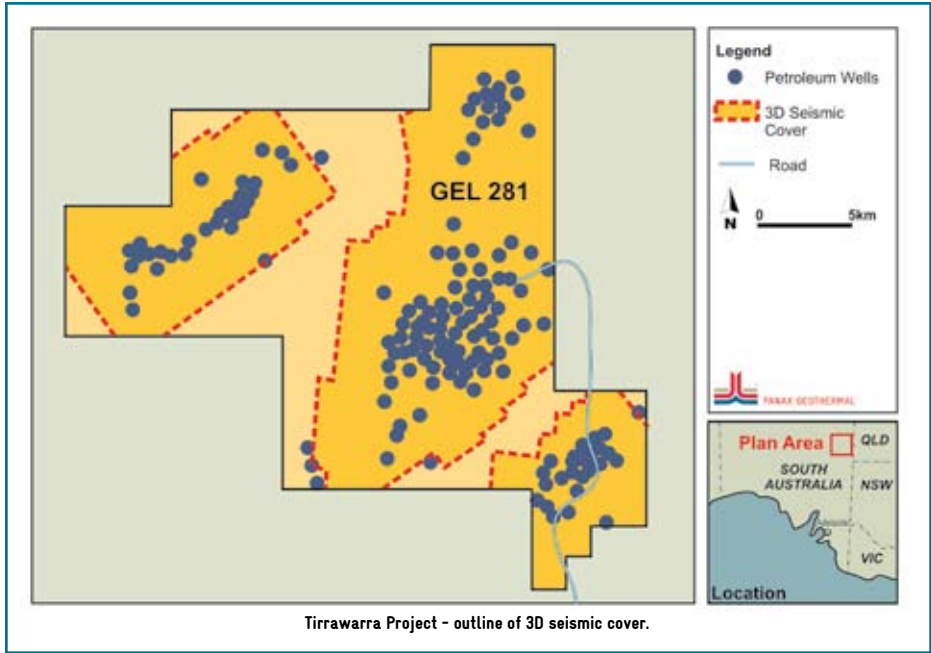 GEL 281
Legend
Petroleum Wells
3D Seismic
Cover
Road
N
0 5km
PANAX GEOTHERMAL
Plan Area
QLD
SOUTH
AUSTRALIA
NSW
VIC
Location
Tirrawarra Project - outline of 3D seismic cover.